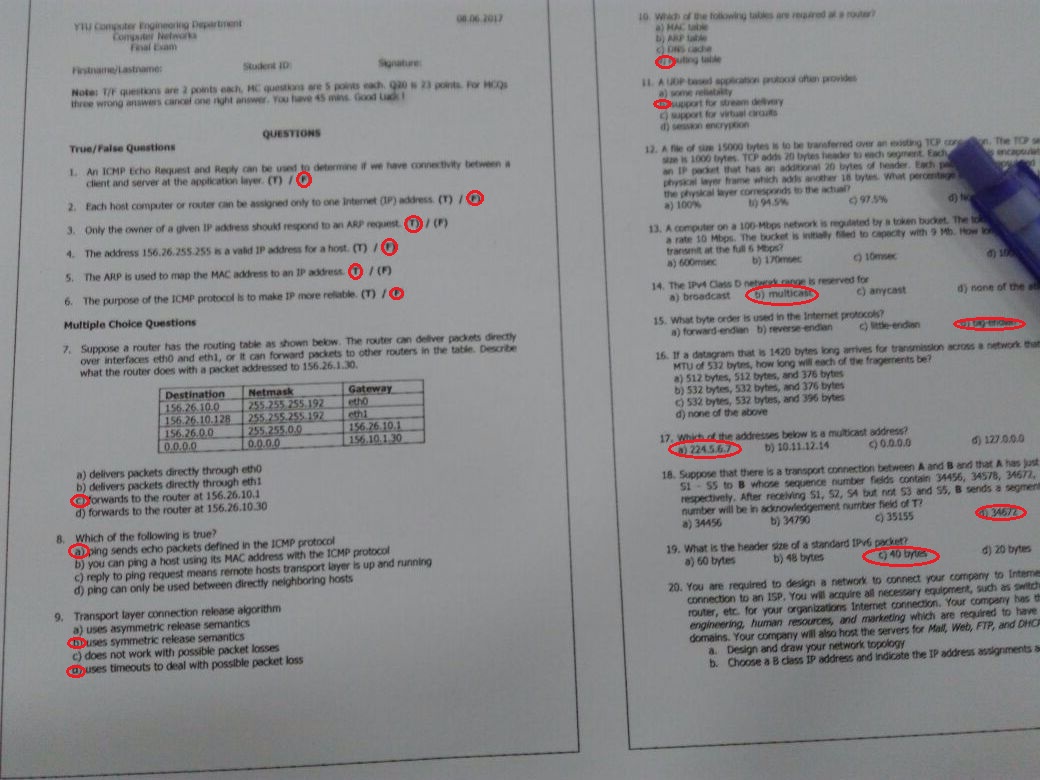 YTU Computer Engineering Department
08.06.2017
Computer Networks
Final Exam
Firstname/Lastname:
Student ID:
Signature:
Note: T/F questions are 2 points each, MC questions are 5 points each. Q20 is 23 points. For MCQs
three wrong answers cancel one right answer. You have 45 mins. Good Luck !
QUESTIONS
True/False Questions
1. An ICMP Echo Request and Reply can be used to determine if we have connectivity between a
client and server at the application layer. (T) / (F)
2. Each host computer or router can be assigned only to one Internet (IP) address. (T) / (F)
3. Only the owner of a given IP address should respond to an ARP request. (T) / (F)
4. The address 156.26.255.255 is a valid IP address for a host. (T) / (F)
5. The ARP is used to map the MAC address to an IP address. (T) / (F)
6. The purpose of the ICMP protocol is to make IP more reliable. (T) / (F)
Multiple Choice Questions
7. Suppose a router has the routing table as shown below. The router can deliver packets directly
over interfaces eth0 and eth1, or it can forward packets to other routers in the table. Describe
what the router does with a packet addressed to 156.26.1.30.
Destination Netmask Gateway
156.26.10.0 255.255.255.192 eth0
156.26.10.128 255.255.255.192 eth1
156.26.0.0 255.255.0.0 156.26.10.1
0.0.0.0 0.0.0.0 156.10.1.30
a) delivers packets directly through eth0
b) delivers packets directly through eth1
c) forwards to the router at 156.26.10.1
d) forwards to the router at 156.26.10.30
8. Which of the following is true?
a) ping sends echo packets defined in the ICMP protocol
b) you can ping a host using its MAC address with the ICMP protocol
c) reply to ping request means remote hosts transport layer is up and running
d) ping can only be used between directly neighboring hosts
9. Transport layer connection release algorithm
a) uses asymmetric release semantics
b) uses symmetric release semantics
c) does not work with possible packet losses
d) uses timeouts to deal with possible packet loss
10. Which of the following tables are required at a router?
a) MAC table
b) ARP table
c) DNS cache
d) routing table
11. A UDP-based application protocol often provides
a) some reliability
b) support for stream delivery
c) support for virtual circuits
d) session encryption
12. A file of size 15000 bytes is to be transferred over an existing TCP The TCP
size is 1000 bytes. TCP adds 20 bytes header to each segment. Each
an IP packet that has an additional 20 bytes of header. Each
physical layer frame which adds another 18 bytes. What percentage
the physical layer corresponds to the actual?
a) 100% b) 94.5% c) 97.5% d)
13. A computer on a 100-Mbps network is regulated by a token bucket. The
a rate 10 Mbps. The bucket is initially filled to capacity with 9 Mb. How
transmit at the full 6 Mbps?
a) 600msec b) 170msec c) 10msec d)
14. The IPv4 Class D network range is reserved for
a) broadcast b) multicast c) anycast d) none of the
15. What byte order is used in the Internet protocols?
a) forward-endian b) reverse-endian c) little-endian d) big-endian
16. If a datagram that is 1420 bytes long arrives for transmission across a network that
MTU of 532 bytes, how long will each of the fragements be?
a) 512 bytes, 512 bytes, and 376 bytes
b) 532 bytes, 532 bytes, and 376 bytes
c) 532 bytes, 532 bytes, and 396 bytes
d) none of the above
17. Which of the addresses below is a multicast address?
a) 224.5.6.7 b) 10.11.12.14 c) 0.0.0.0 d) 127.0.0.0
18. Suppose that there is a transport connection between A and B and that A has just
S1 - S5 to B whose sequence number fields contain 34456, 34578, 34672,
respectively. After receiving S1, S2, S4 but not S3 and S5, B sends a
number will be in acknowledgement number field of T?
a) 34456 b) 34790 c) 35155 d) 34672
19. What is the header size of a standard IPv6 packet?
a) 60 bytes b) 48 bytes c) 40 bytes d) 20 bytes
20. You are required to design a network to connect your company to
connection to an ISP. You will acquire all necessary equipment, such as
router, etc. for your organizations Internet connection. Your company has
engineering, human resources, and marketing which are required to have
domains. Your company will also host the servers for Mail, Web, FTP, and
a. Design and draw your network topology
b. Choose a B class IP address and indicate the IP address assignments